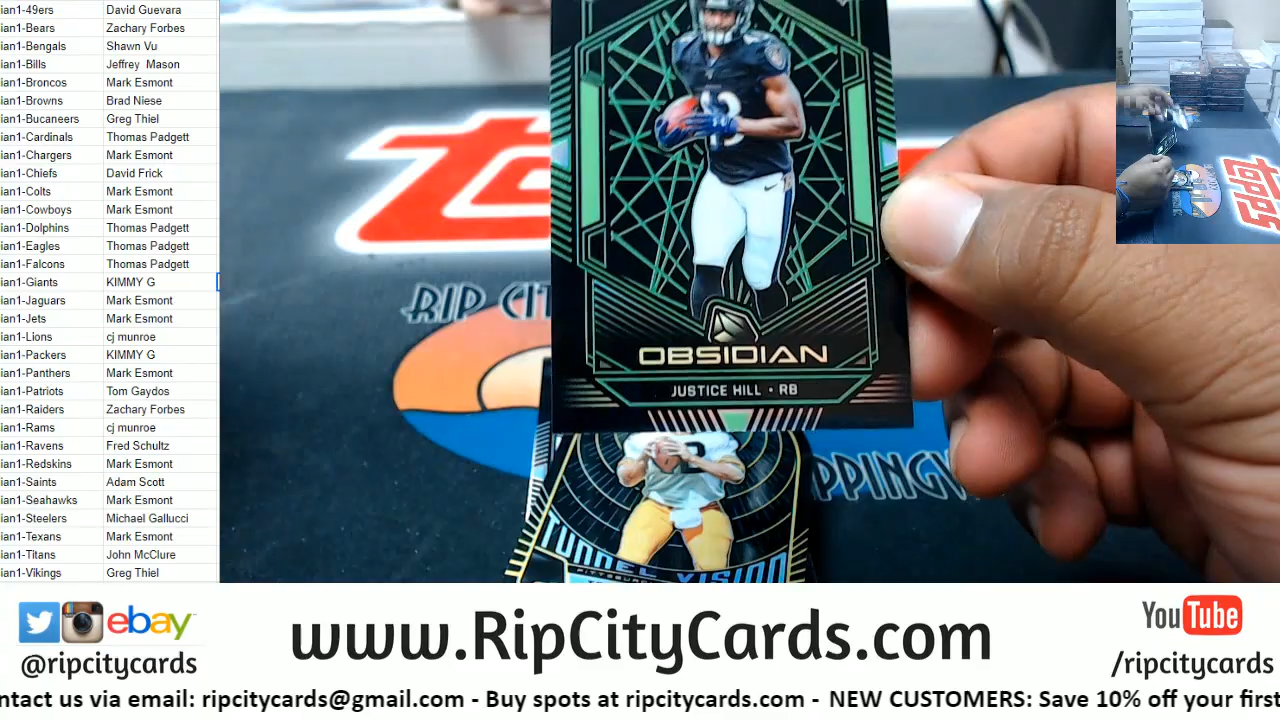 ian1-49ers David Guevara
ian1-Bears Zachary Forbes
ian1-Bengals Shawn Vu
ian1-Bills Jeffrey Mason
ian1-Broncos Mark Esmont
ian1-Browns Brad Niese
ian1-Bucaneers Greg Thiel
ian1-Cardinals Thomas Padgett
ian1-Chargers Mark Esmont
ian1-Chiefs David Frick
ian1-Colts Mark Esmont
ian1-Cowboys Mark Esmont
ian1-Dolphins Thomas Padgett
ian1-Eagles Thomas Padgett
ian1-Falcons Thomas Padgett
ian1-Giants KIMMY G
ian1-Jaguars Mark Esmont
ian1-Jets Mark Esmont
ian1-Lions cj munroe
ian1-Packers KIMMY G
ian1-Panthers Mark Esmont
ian1-Patriots Tom Gaydos
ian1-Raiders Zachary Forbes
ian1-Rams cj munroe
ian1-Ravens Fred Schultz
ian1-Redskins Mark Esmont
ian1-Saints Adam Scott
ian1-Seahawks Mark Esmont
ian1-Steelers Michael Gallucci
ian1-Texans Mark Esmont
ian1-Titans John McClure
ian1-Vikings Greg Thiel
RIP CIT
43
OBSIDIAN
JUSTICE HILL • RB
TUNNEL VISION
PPINGW
Topps
ebay
@ripcitycards
www.RipCityCards.com
YouTube
/ripcitycards
ntact us via email: ripcitycards@gmail.com - Buy spots at ripcitycards.com - NEW CUSTOMERS: Save 10% off your first